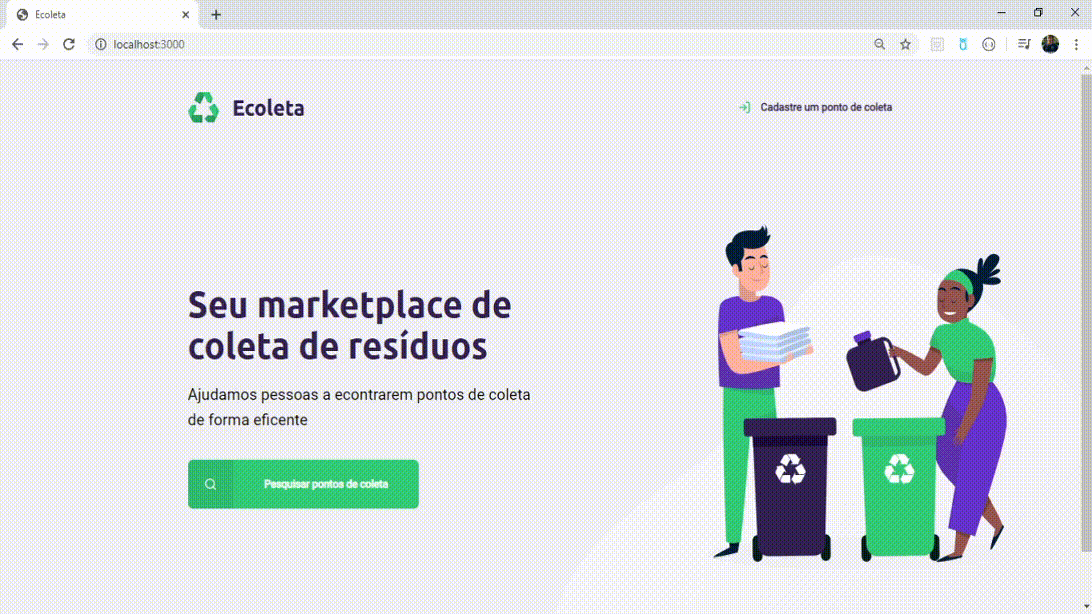 Ecoleta
localhost:3000
Ecoleta
Cadastre um ponto de coleta
Seu marketplace de
coleta de resíduos
Ajudamos pessoas a econtrarem pontos de coleta
de forma eficente
Pesquisar pontos de coleta